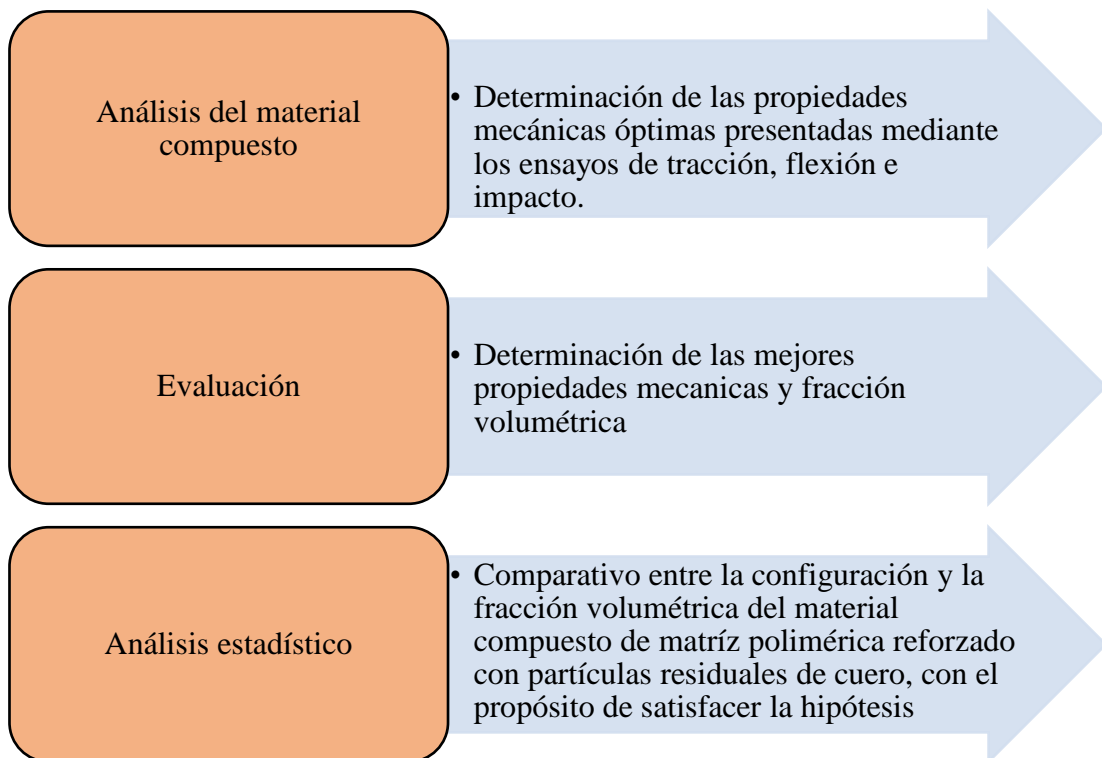 Análisis del material
compuesto
• Determinación de las propiedades
mecánicas óptimas presentadas mediante
los ensayos de tracción, flexión e
impacto.
Evaluación
• Determinación de las mejores
propiedades mecanicas y fracción
volumétrica
Análisis estadístico
• Comparativo entre la configuración y la
fracción volumétrica del material
compuesto de matríz polimérica reforzado
con partículas residuales de cuero, con el
propósito de satisfacer la hipótesis